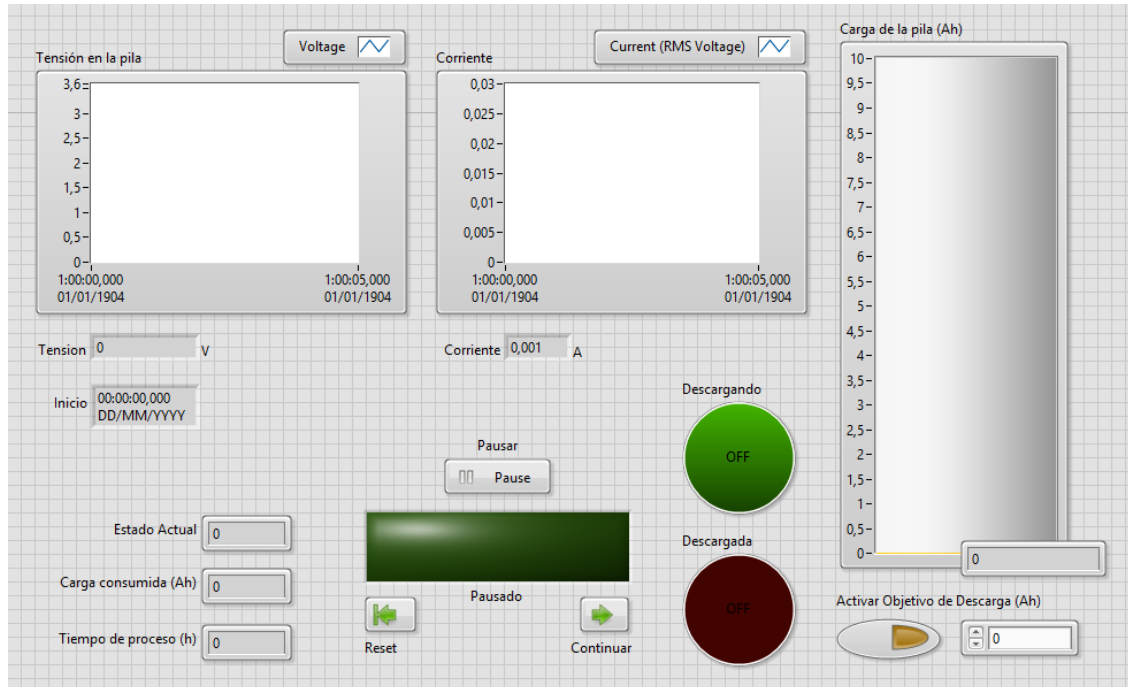 Voltage
Tensión en la pila
3,6
3
2,5
2
1,5
1
0,5
0
1:00:00,000
01/01/1904
1:00:05,000
01/01/1904
Current (RMS Voltage)
Corriente
0,03
0,025
0,02
0,015
0,01
0,005
0
1:00:00,000
01/01/1904
1:00:05,000
01/01/1904
Carga de la pila (Ah)
10
9,5
9
8,5
8
7,5
7
6,5
6
5,5
5
4,5
4
3,5
3
2,5
2
1,5
1
0,5
0
0
Tension 0 V
Corriente 0,001 A
Inicio 00:00:00,000
DD/MM/YYYY
Descargando
OFF
Pausar
Pause
Estado Actual 0
Carga consumida (Ah) 0
Tiempo de proceso (h) 0
Pausado
Reset
Continuar
Descargada
OFF
Activar Objetivo de Descarga (Ah)
0